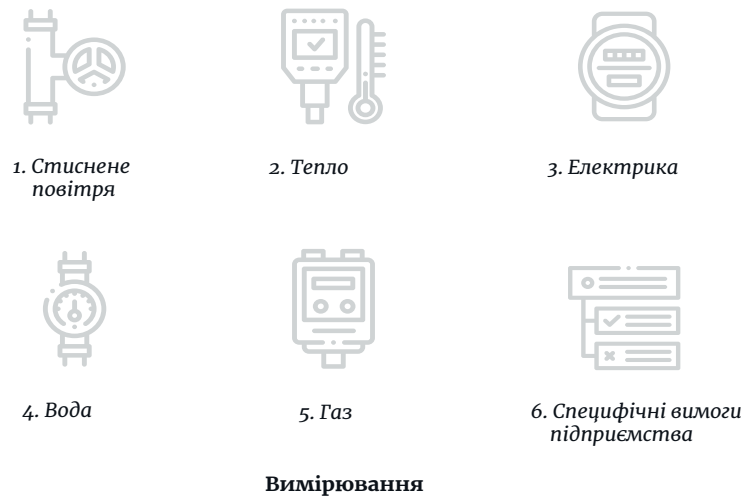 1. Стиснене
повітря
2. Тепло
3. Електрика
4. Вода
5. Газ
6. Специфічні вимоги
підприємства
Вимірювання